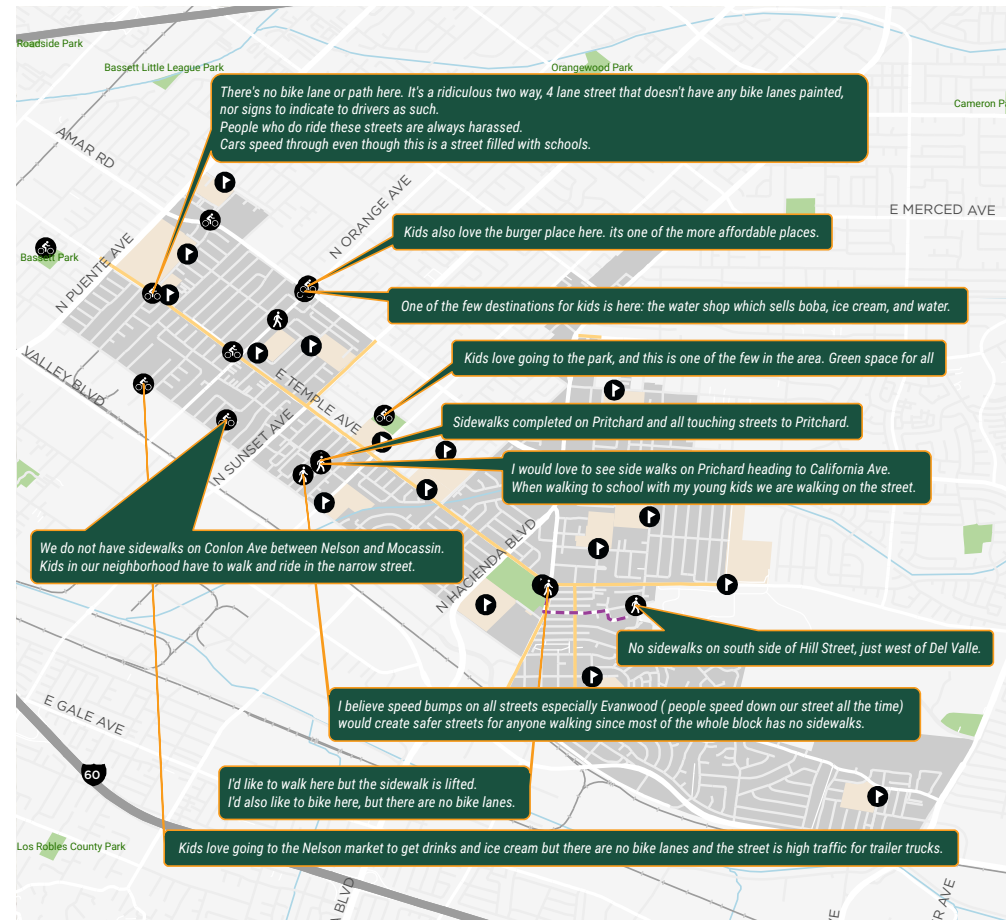 Roadside Park
Bassett Little League Park
Orangewood Park
There's no bike lane or path here. It's a ridiculous two way, 4 lane street that doesn't have any bike lanes painted,
nor signs to indicate to drivers as such.
People who do ride these streets are always harassed.
Cars speed through even though this is a street filled with schools.
Cameron
AMAR RD
N ORANGE AVE
E MERCED AVE
Kids also love the burger place here. its one of the more affordable places.
Bassett Park
N PUENTE AVE
One of the few destinations for kids is here: the water shop which sells boba, ice cream, and water.
VALLEY BLVD
Kids love going to the park, and this is one of the few in the area. Green space for all
E TEMPLE AVE
Sidewalks completed on Pritchard and all touching streets to Pritchard.
N SUNSET AVE
I would love to see side walks on Prichard heading to California Ave.
When walking to school with my young kids we are walking on the street.
We do not have sidewalks on Conlon Ave between Nelson and Mocassin.
Kids in our neighborhood have to walk and ride in the narrow street.
N HACIENDA BLVD
No sidewalks on south side of Hill Street, just west of Del Valle.
I believe speed bumps on all streets especially Evanwood ( people speed down our street all the time)
would create safer streets for anyone walking since most of the whole block has no sidewalks.
E GALE AVE
60
I'd like to walk here but the sidewalk is lifted.
I'd also like to bike here, but there are no bike lanes.
Kids love going to the Nelson market to get drinks and ice cream but there are no bike lanes and the street is high traffic for trailer trucks.
Los Robles County Park
A BLVD
AVE